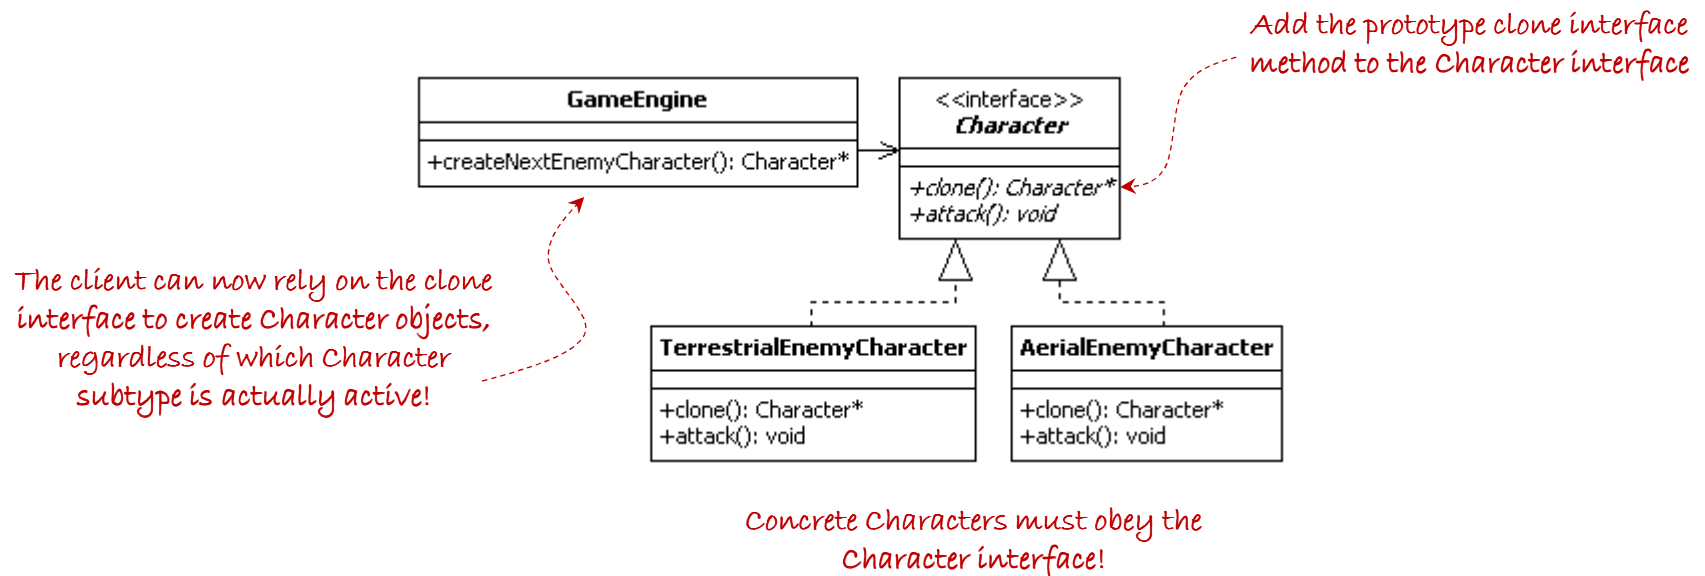 Add the prototype clone interface
method to the Character interface
GameEngine
+createNextEnemyCharacter(): Character*
<<interface>>
Character
+clone(): Character*
+attack(): void
The client can now rely on the clone
interface to create Character objects,
regardless of which Character
subtype is actually active!
TerrestrialEnemyCharacter
+clone(): Character*
+attack(): void
AerialEnemyCharacter
+clone(): Character*
+attack(): void
Concrete Characters must obey the
Character interface!